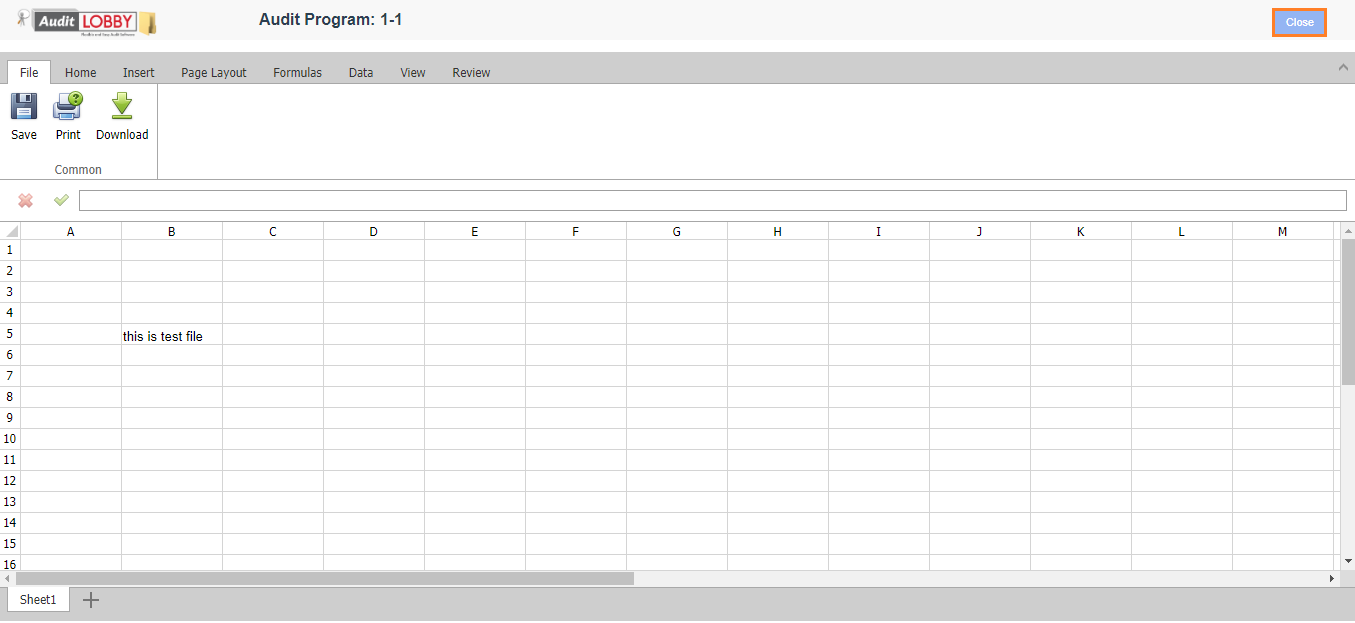 Audit LOBBY
Audit Program: 1-1
Close
File Home Insert Page Layout Formulas Data View Review
Save Print Download
Common
A B C D E F G H I J K L M
1
2
3
4
5 this is test file
6
7
8
9
10
11
12
13
14
15
16
Sheet1